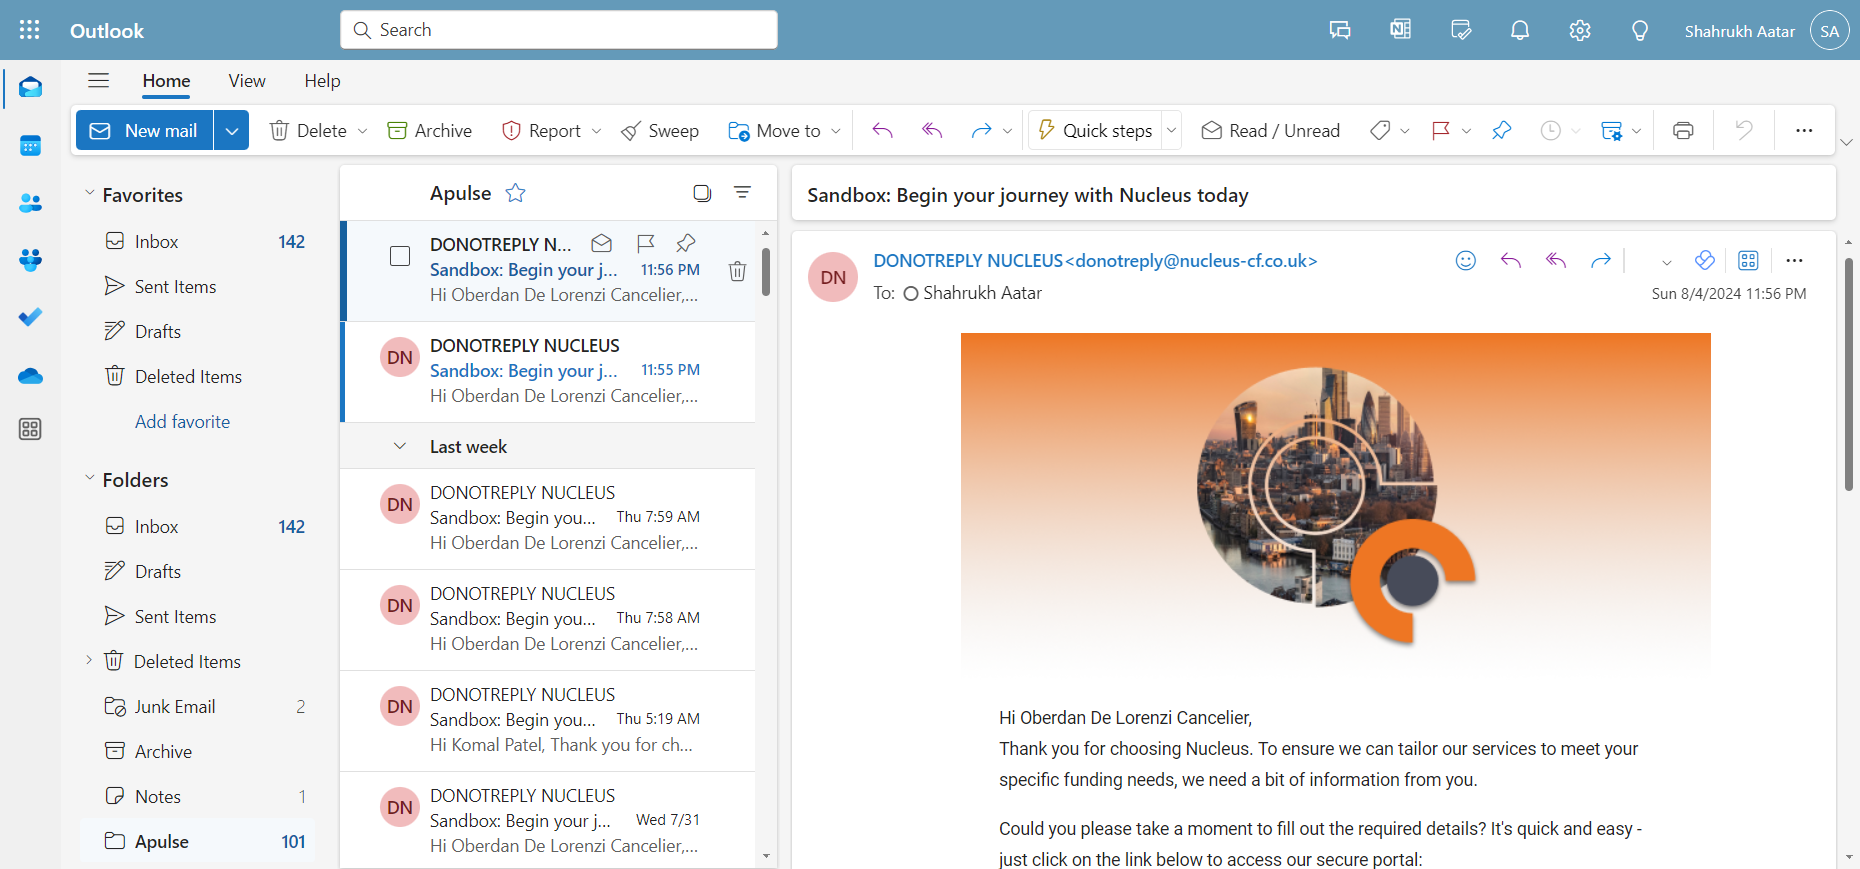 Outlook
Search
Shahrukh Aatar
SA
Home
View
Help
New mail
Delete
Archive
Report
Sweep
Move to
Quick steps
Read / Unread
Favorites
Inbox 142
Sent Items
Drafts
Deleted Items
Add favorite
Folders
Inbox 142
Drafts
Sent Items
Deleted Items
Junk Email 2
Archive
Notes 1
Apulse 101
Apulse
DONOTREPLY N...
Sandbox: Begin your j... 11:56 PM
Hi Oberdan De Lorenzi Cancelier,...
DN
DONOTREPLY NUCLEUS
Sandbox: Begin your j... 11:55 PM
Hi Oberdan De Lorenzi Cancelier,...
Last week
DN
DONOTREPLY NUCLEUS
Sandbox: Begin you... Thu 7:59 AM
Hi Oberdan De Lorenzi Cancelier,...
DN
DONOTREPLY NUCLEUS
Sandbox: Begin you... Thu 7:58 AM
Hi Oberdan De Lorenzi Cancelier,...
DN
DONOTREPLY NUCLEUS
Sandbox: Begin you... Thu 5:19 AM
Hi Komal Patel, Thank you for ch...
DN
DONOTREPLY NUCLEUS
Sandbox: Begin your j... Wed 7/31
Hi Oberdan De Lorenzi Cancelier,...
Sandbox: Begin your journey with Nucleus today
DN
DONOTREPLY NUCLEUS<donotreply@nucleus-cf.co.uk>
To: Shahrukh Aatar
Sun 8/4/2024 11:56 PM
Hi Oberdan De Lorenzi Cancelier,
Thank you for choosing Nucleus. To ensure we can tailor our services to meet your
specific funding needs, we need a bit of information from you.
Could you please take a moment to fill out the required details? It's quick and easy -
just click on the link below to access our secure portal: